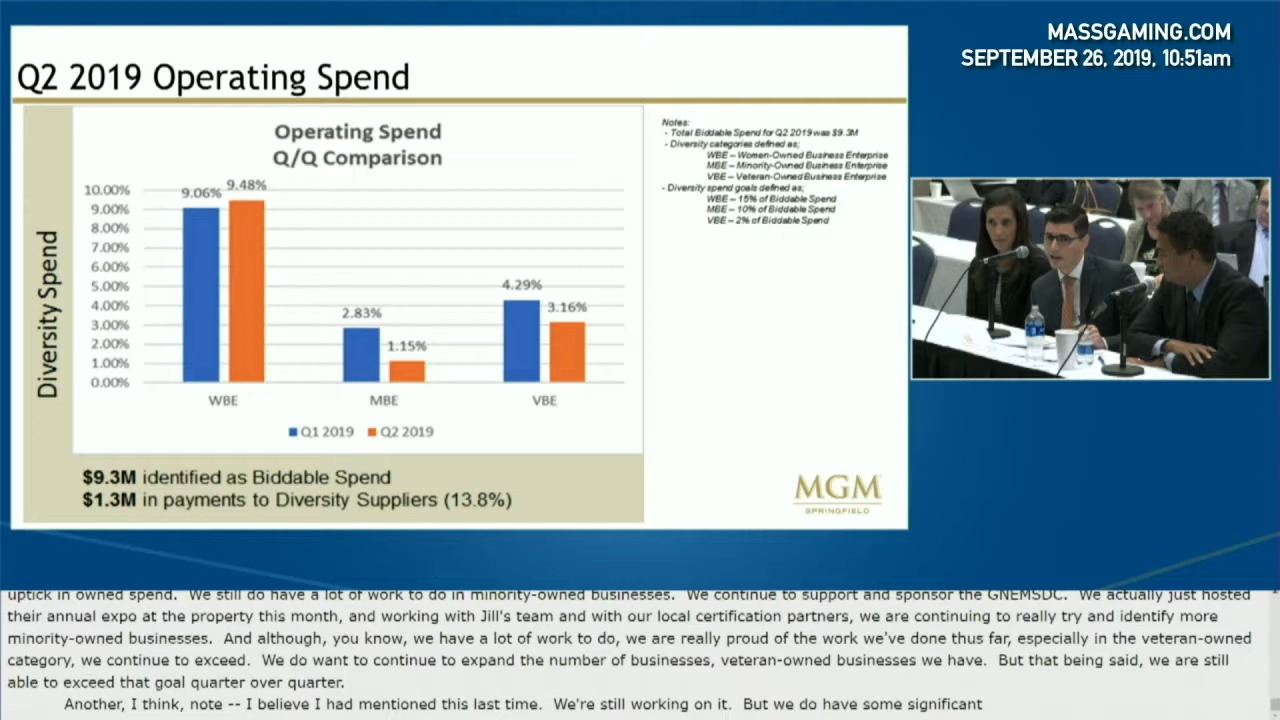 MASSGAMING.COM
SEPTEMBER 26, 2019, 10:51am
Q2 2019 Operating Spend
Operating Spend
Q/Q Comparison
Diversity Spend
10.00%
9.00%
8.00%
7.00%
6.00%
5.00%
4.00%
3.00%
2.00%
1.00%
0.00%
9.06%
9.48%
2.83%
1.15%
4.29%
3.16%
WBE
MBE
VBE
Q1 2019
Q2 2019
$9.3M identified as Biddable Spend
$1.3M in payments to Diversity Suppliers (13.8%)
Notes:
- Total Biddable Spend for Q2 2019 was $9.3M
- Diversity categories defined as;
WBE – Women-Owned Business Enterprise
MBE – Minority-Owned Business Enterprise
VBE – Veteran-Owned Business Enterprise
- Diversity spend goals defined as;
WBE – 15% of Biddable Spend
MBE – 10% of Biddable Spend
VBE – 2% of Biddable Spend
MGM
SPRINGFIELD
uptick in owned spend. We still do have a lot of work to do in minority-owned businesses. We continue to support and sponsor the GNEMSDC. We actually just hosted
their annual expo at the property this month, and working with Jill's team and with our local certification partners, we are continuing to really try and identify more
minority-owned businesses. And although, you know, we have a lot of work to do, we are really proud of the work we've done thus far, especially in the veteran-owned
category, we continue to exceed. We do want to continue to expand the number of businesses, veteran-owned businesses we have. But that being said, we are still
able to exceed that goal quarter over quarter.
Another, I think, note -- I believe I had mentioned this last time. We're still working on it. But we do have some significant